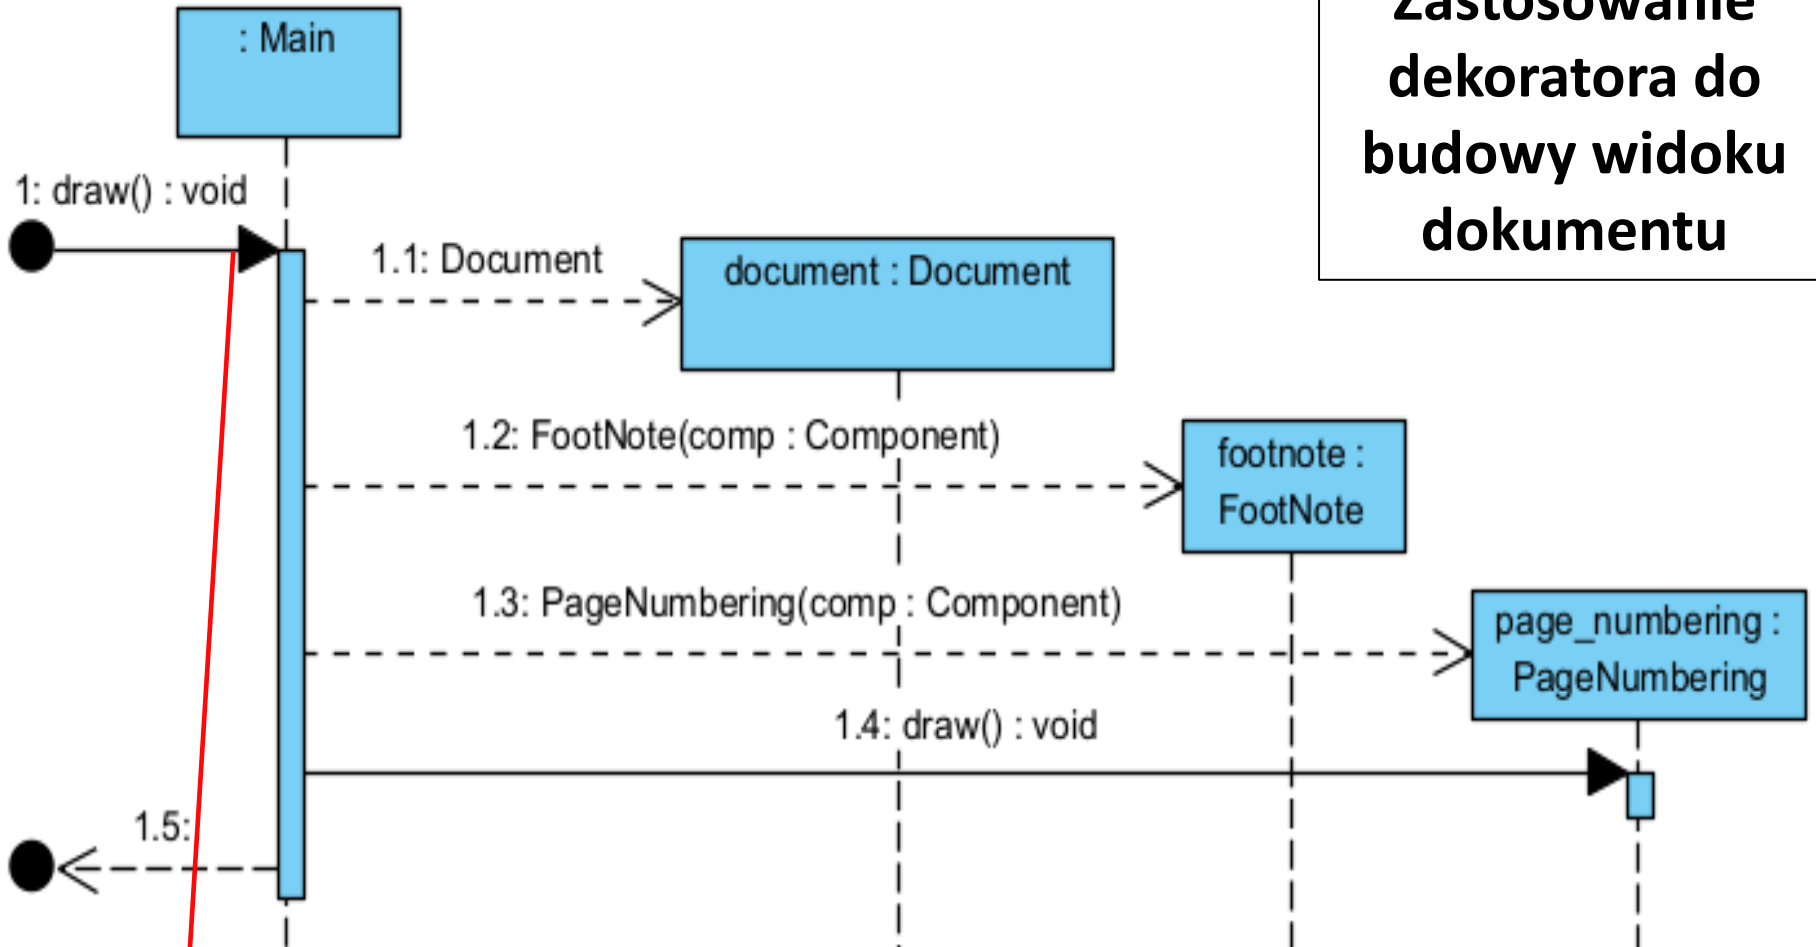 Zastosowanie
dekoratora do
budowy widoku
dokumentu
: Main
1: draw() : void
1.1: Document
document : Document
1.2: FootNote(comp : Component)
footnote :
FootNote
1.3: PageNumbering(comp : Component)
page_numbering :
PageNumbering
1.4: draw() : void
1.5: